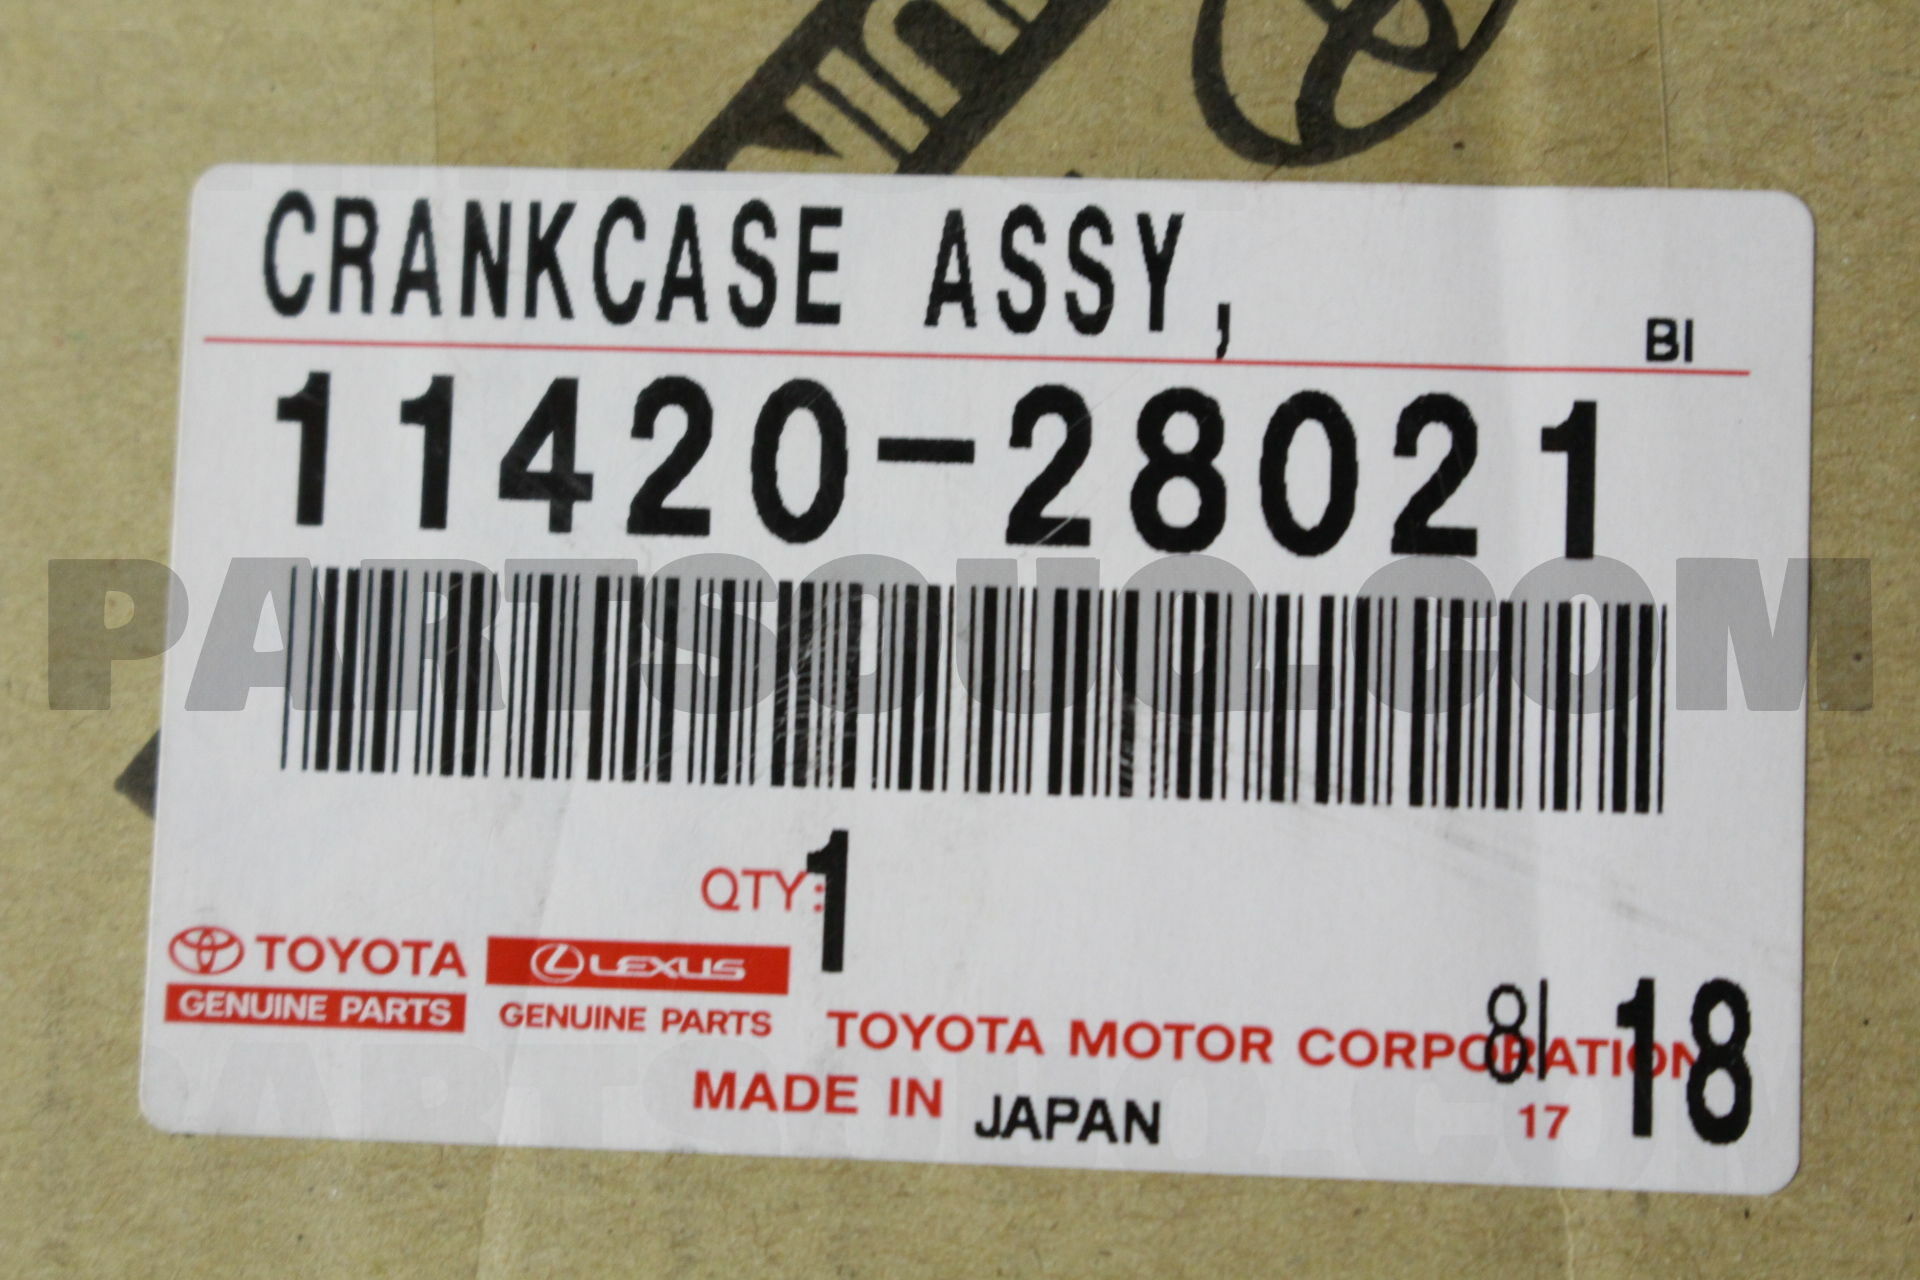 CRANKCASE ASSY,
BI
11420-28021
PARTSOUQ.COM
QTY:1
TOYOTA
GENUINE PARTS
LEXUS
GENUINE PARTS
TOYOTA MOTOR CORPORATION
8| 18
MADE IN JAPAN
17